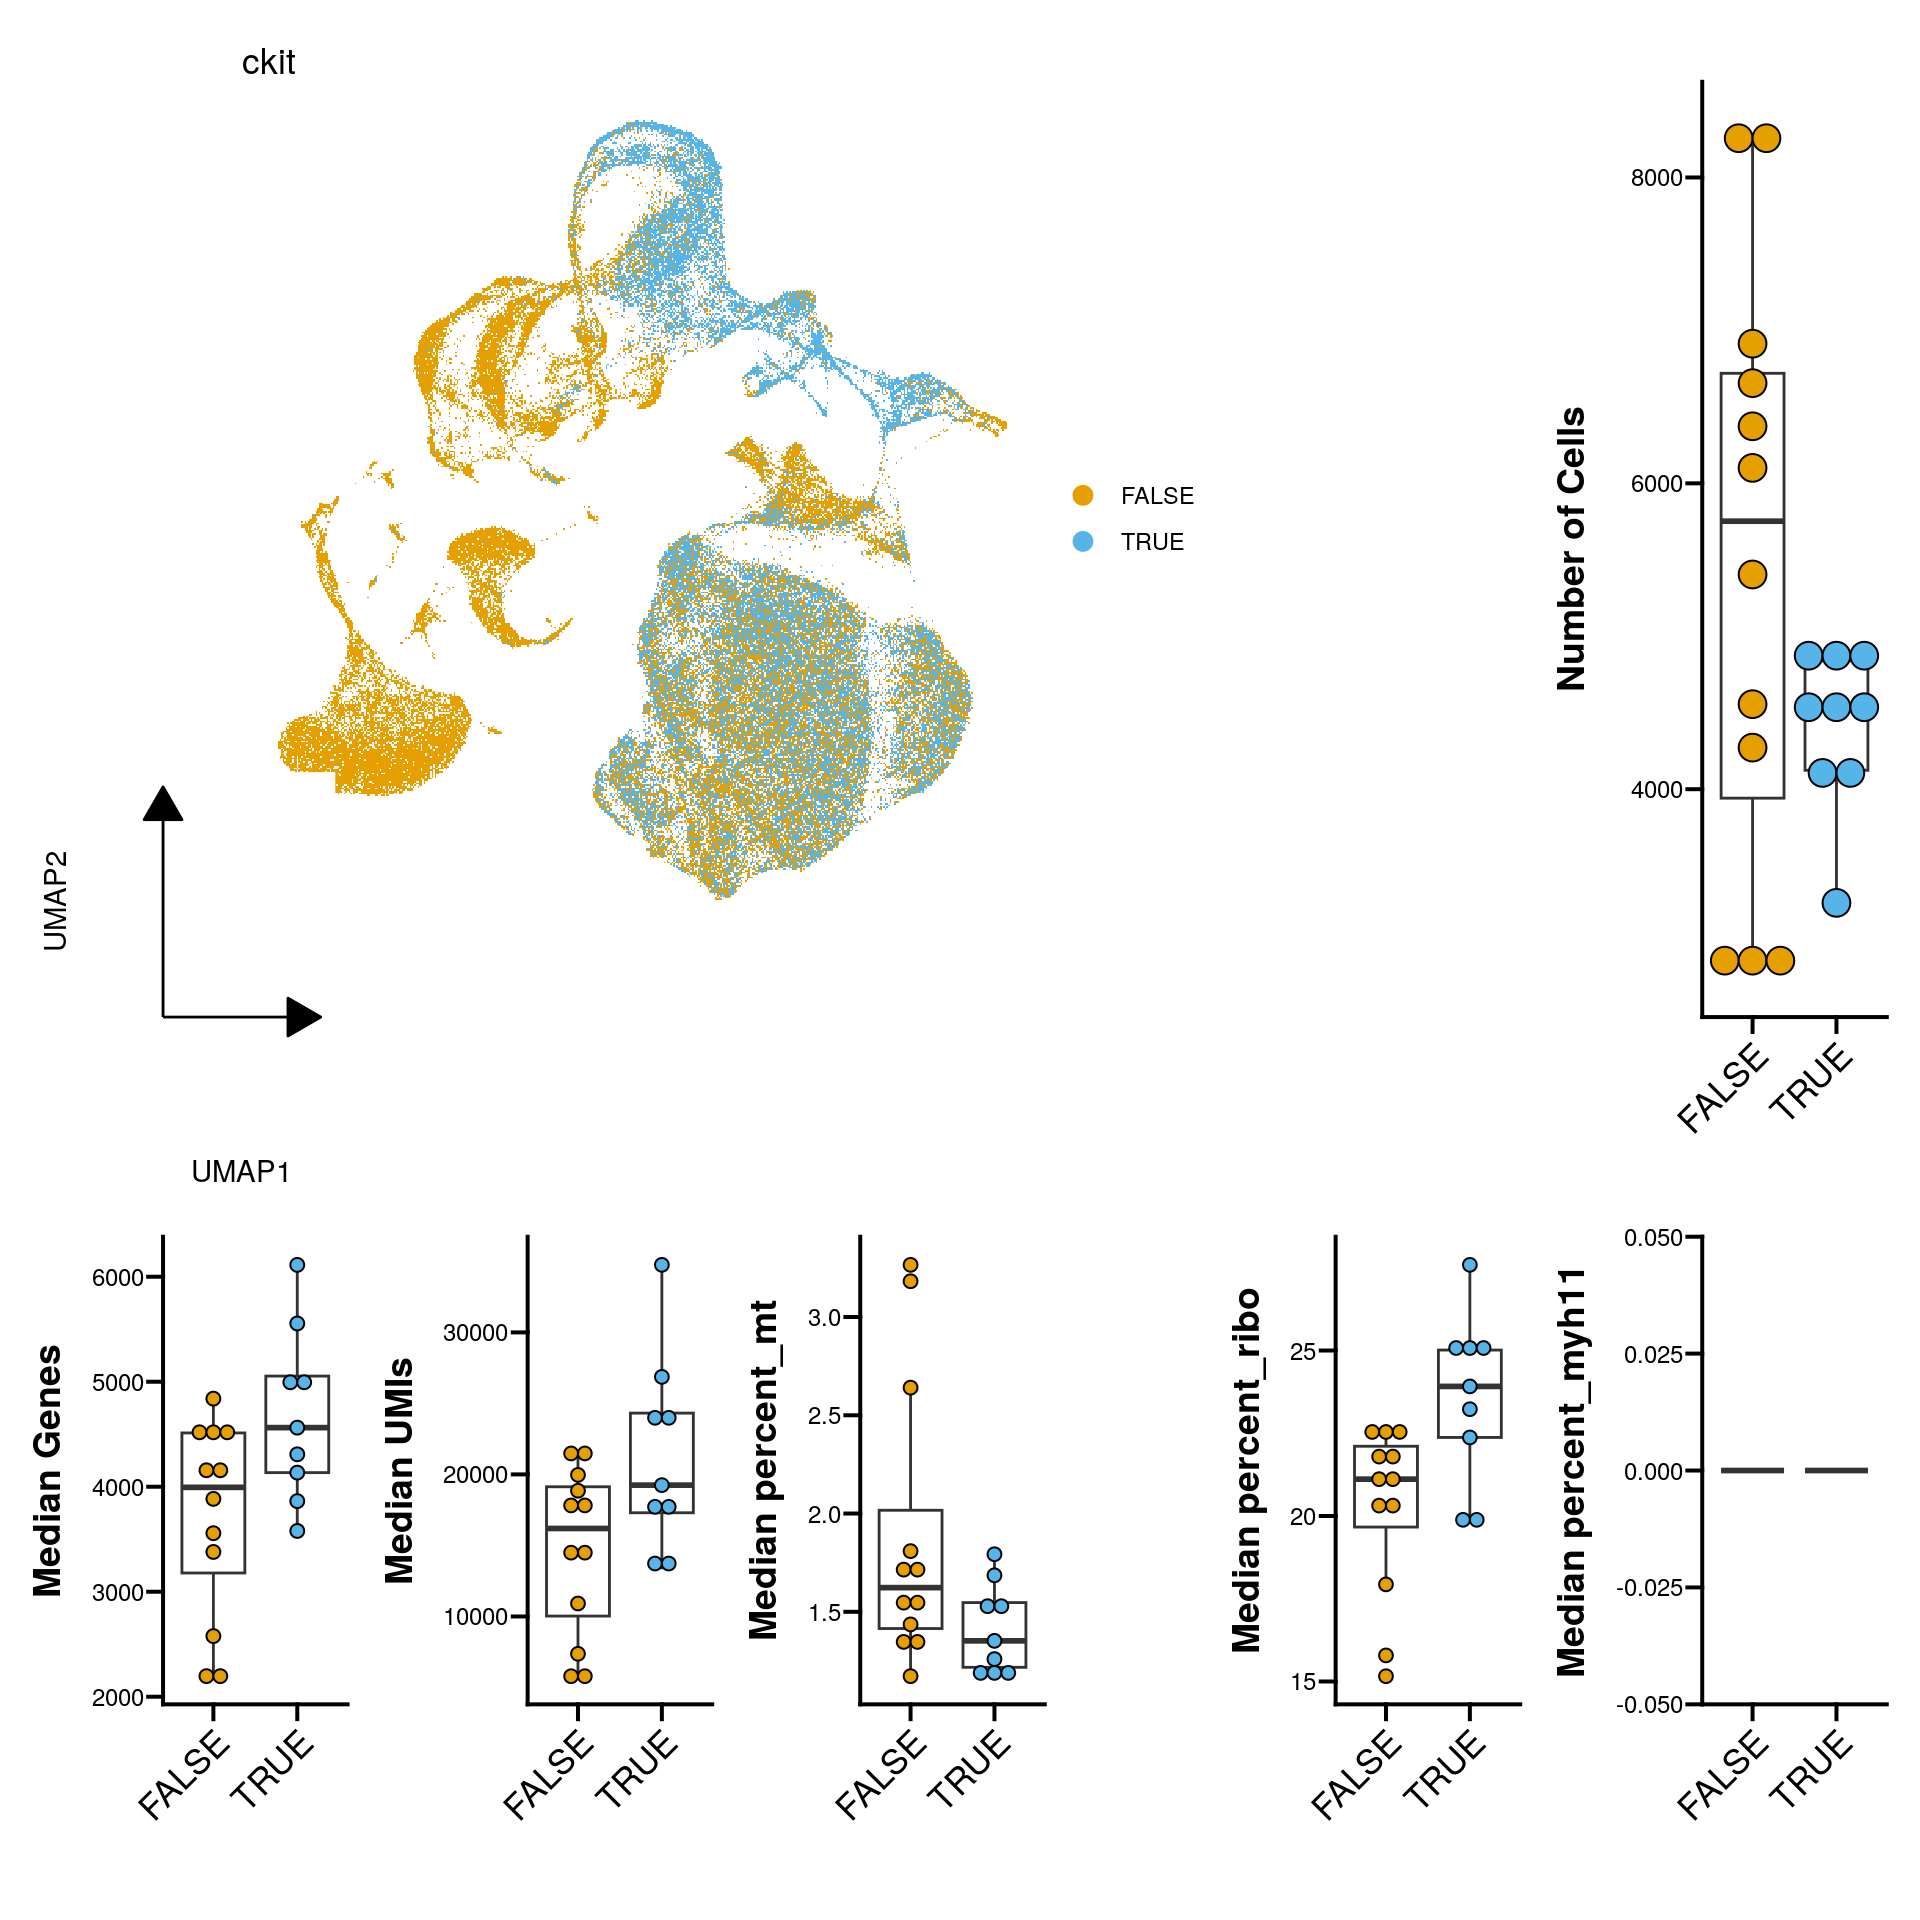 ckit
UMAP2
UMAP1
FALSE
TRUE
Number of Cells
8000
6000
4000
FALSE
TRUE
Median Genes
6000
5000
4000
3000
2000
FALSE
TRUE
Median UMIs
30000
20000
10000
FALSE
TRUE
Median percent_mt
3.0
2.5
2.0
1.5
FALSE
TRUE
Median percent_ribo
25
20
15
FALSE
TRUE
Median percent_myh11
0.050
0.025
0.000
-0.025
-0.050
FALSE
TRUE